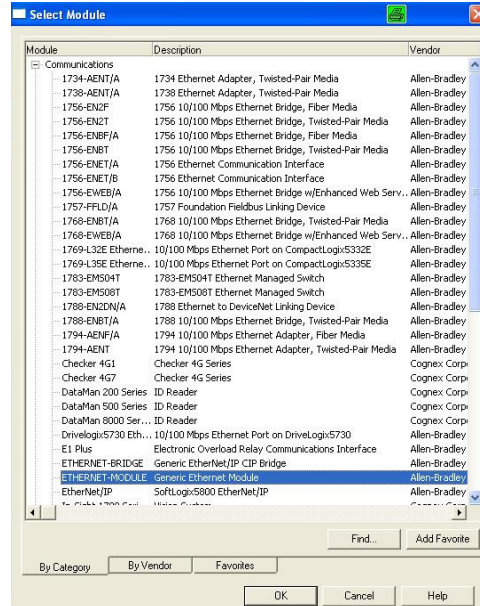 Select Module
Module Description Vendor
Communications
1734-AENT/A 1734 Ethernet Adapter, Twisted-Pair Media Allen-Bradley
1738-AENT/A 1738 Ethernet Adapter, Twisted-Pair Media Allen-Bradley
1756-EN2F 1756 10/100 Mbps Ethernet Bridge, Fiber Media Allen-Bradley
1756-EN2T 1756 10/100 Mbps Ethernet Bridge, Twisted-Pair Media Allen-Bradley
1756-ENBF/A 1756 10/100 Mbps Ethernet Bridge, Fiber Media Allen-Bradley
1756-ENBT 1756 10/100 Mbps Ethernet Bridge, Twisted-Pair Media Allen-Bradley
1756-ENET/A 1756 Ethernet Communication Interface Allen-Bradley
1756-ENET/B 1756 Ethernet Communication Interface Allen-Bradley
1756-EWEB/A 1756 10/100 Mbps Ethernet Bridge w/Enhanced Web Serv.. Allen-Bradley
1757-FFLD/A 1757 Foundation Fieldbus Linking Device Allen-Bradley
1768-ENBT/A 1768 10/100 Mbps Ethernet Bridge, Twisted-Pair Media Allen-Bradley
1768-EWEB/A 1768 10/100 Mbps Ethernet Bridge w/Enhanced Web Serv.. Allen-Bradley
1769-L32E Etherne.. 10/100 Mbps Ethernet Port on CompactLogix5332E Allen-Bradley
1769-L35E Etherne.. 10/100 Mbps Ethernet Port on CompactLogix5335E Allen-Bradley
1783-EMS04T 1783-EMS04T Ethernet Managed Switch Allen-Bradley
1783-EMS08T 1783-EMS08T Ethernet Managed Switch Allen-Bradley
1788-EN2DN/A 1788 Ethernet to DeviceNet Linking Device Allen-Bradley
1788-ENBT/A 1788 10/100 Mbps Ethernet Bridge, Twisted-Pair Media Allen-Bradley
1794-AENF/A 1794 10/100 Mbps Ethernet Adapter, Fiber Media Allen-Bradley
1794-AENT 1794 10/100 Mbps Ethernet Adapter, Twisted-Pair Media Allen-Bradley
Checker 4G1 Checker 4G Series Cognex Corp
Checker 4G7 Checker 4G Series Cognex Corp
DataMan 200 Series ID Reader Cognex Corp
DataMan 500 Series ID Reader Cognex Corp
DataMan 8000 Ser... ID Reader Cognex Corp
Drivelogix5730 Eth... 10/100 Mbps Ethernet Port on DriveLogix5730 Allen-Bradley
E1 Plus Electronic Overload Relay Communications Interface Allen-Bradley
ETHERNET-BRIDGE Generic EtherNet/IP CIP Bridge Allen-Bradley
ETHERNET-MODULE Generic Ethernet Module Allen-Bradley
EtherNet/IP SoftLogix5800 EtherNet/IP Allen-Bradley
Find... Add Favorite
By Category By Vendor Favorites
OK Cancel Help